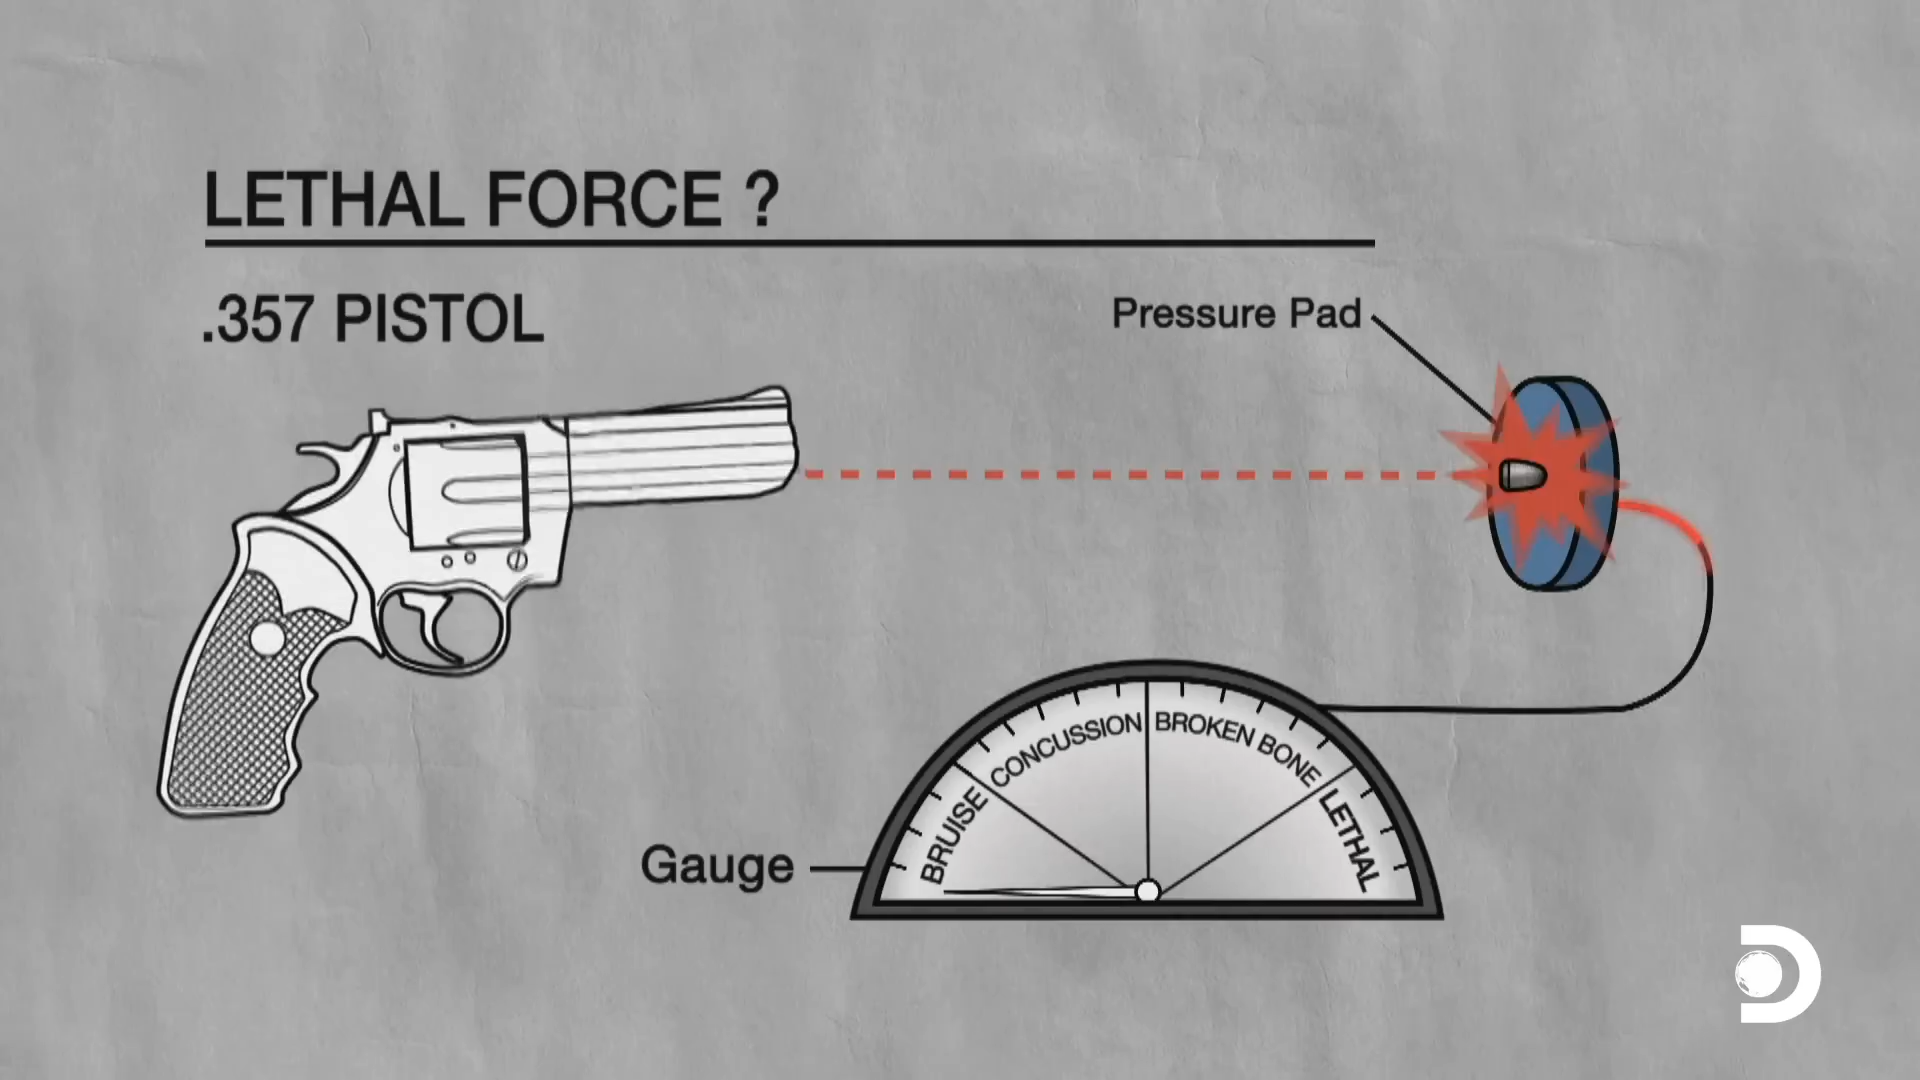 LETHAL FORCE ?
.357 PISTOL
Pressure Pad
BRUISE
CONCUSSION
BROKEN BONE
LETHAL
Gauge